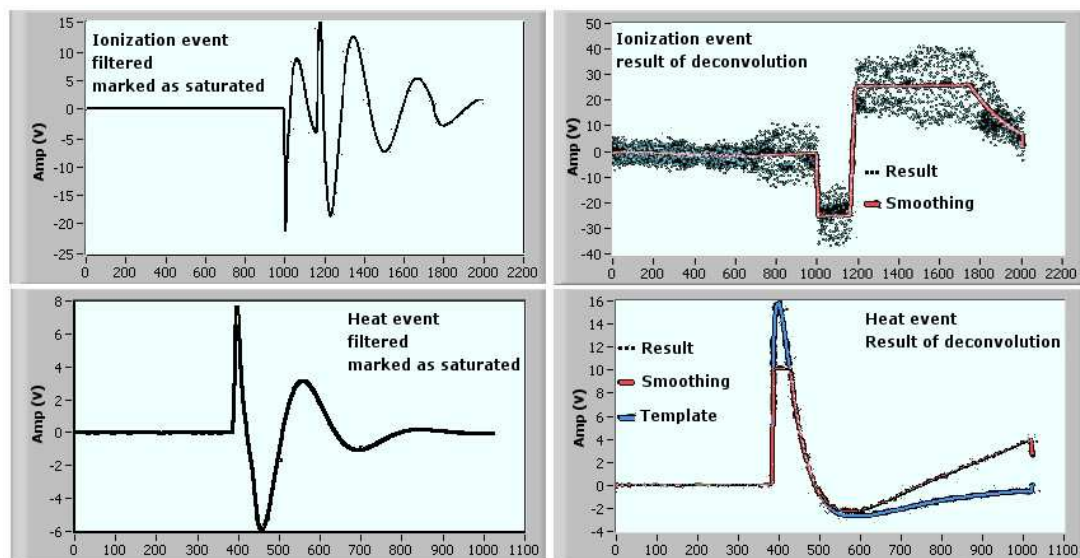 15
10
5
0
-5
-10
-15
-20
-25
Amp (v)
Ionization event
filtered
marked as saturated
0 200 400 600 800 1000 1200 1400 1600 1800 2000 2200
50
40
30
20
10
0
-10
-20
-30
-40
Amp (v)
Ionization event
result of deconvolution
Result
Smoothing
0 200 400 600 800 1000 1200 1400 1600 1800 2000 2200
8
6
4
2
0
-2
-4
-6
Amp (v)
Heat event
filtered
marked as saturated
0 100 200 300 400 500 600 700 800 900 1000 1100
16
14
12
10
8
6
4
2
0
-2
-4
Amp (v)
Heat event
Result of deconvolution
Result
Smoothing
Template
0 100 200 300 400 500 600 700 800 900 1000 1100